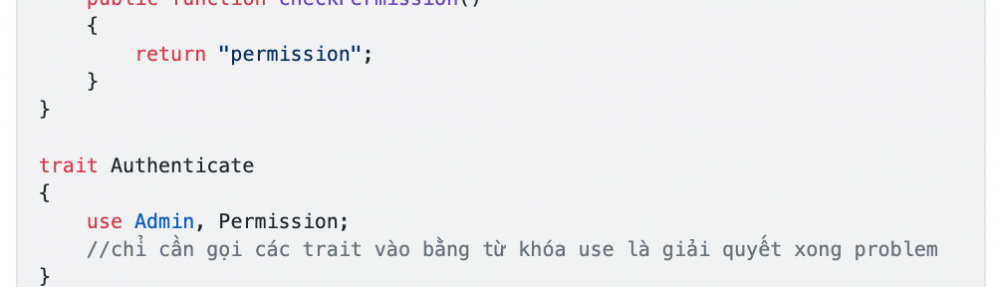 public function checkPermission()
{
return "permission";
}
}
trait Authenticate
{
use Admin, Permission;
//chỉ cần gọi các trait vào bằng từ khóa use là giải quyết xong problem
}